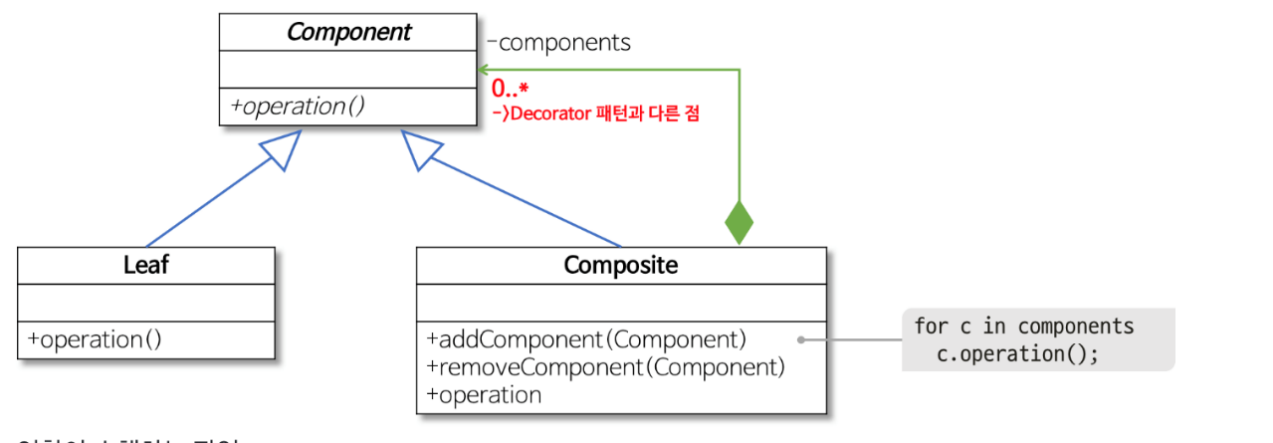 Component
-components
0..*
->Decorator 패턴과 다른 점
+operation()
Leaf
+operation()
Composite
+addComponent(Component)
+removeComponent(Component)
+operation
for c in components
c.operation();